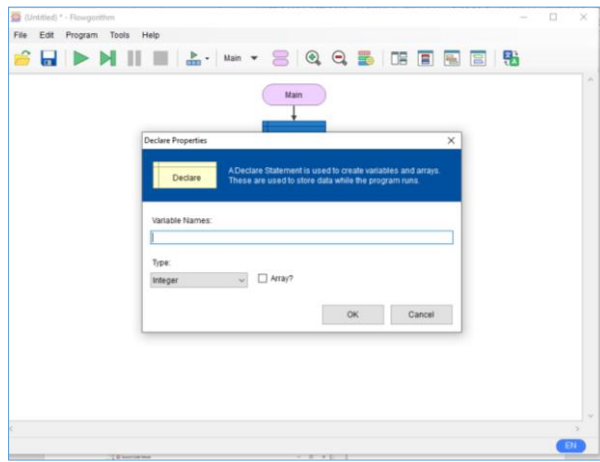 (Untitled) * - Flowgorithm
File Edit Program Tools Help
Main
Main
Declare Properties
Declare
A Declare Statement is used to create variables and arrays.
These are used to store data while the program runs.
Variable Names:
Type:
Integer
Array?
OK Cancel
EN